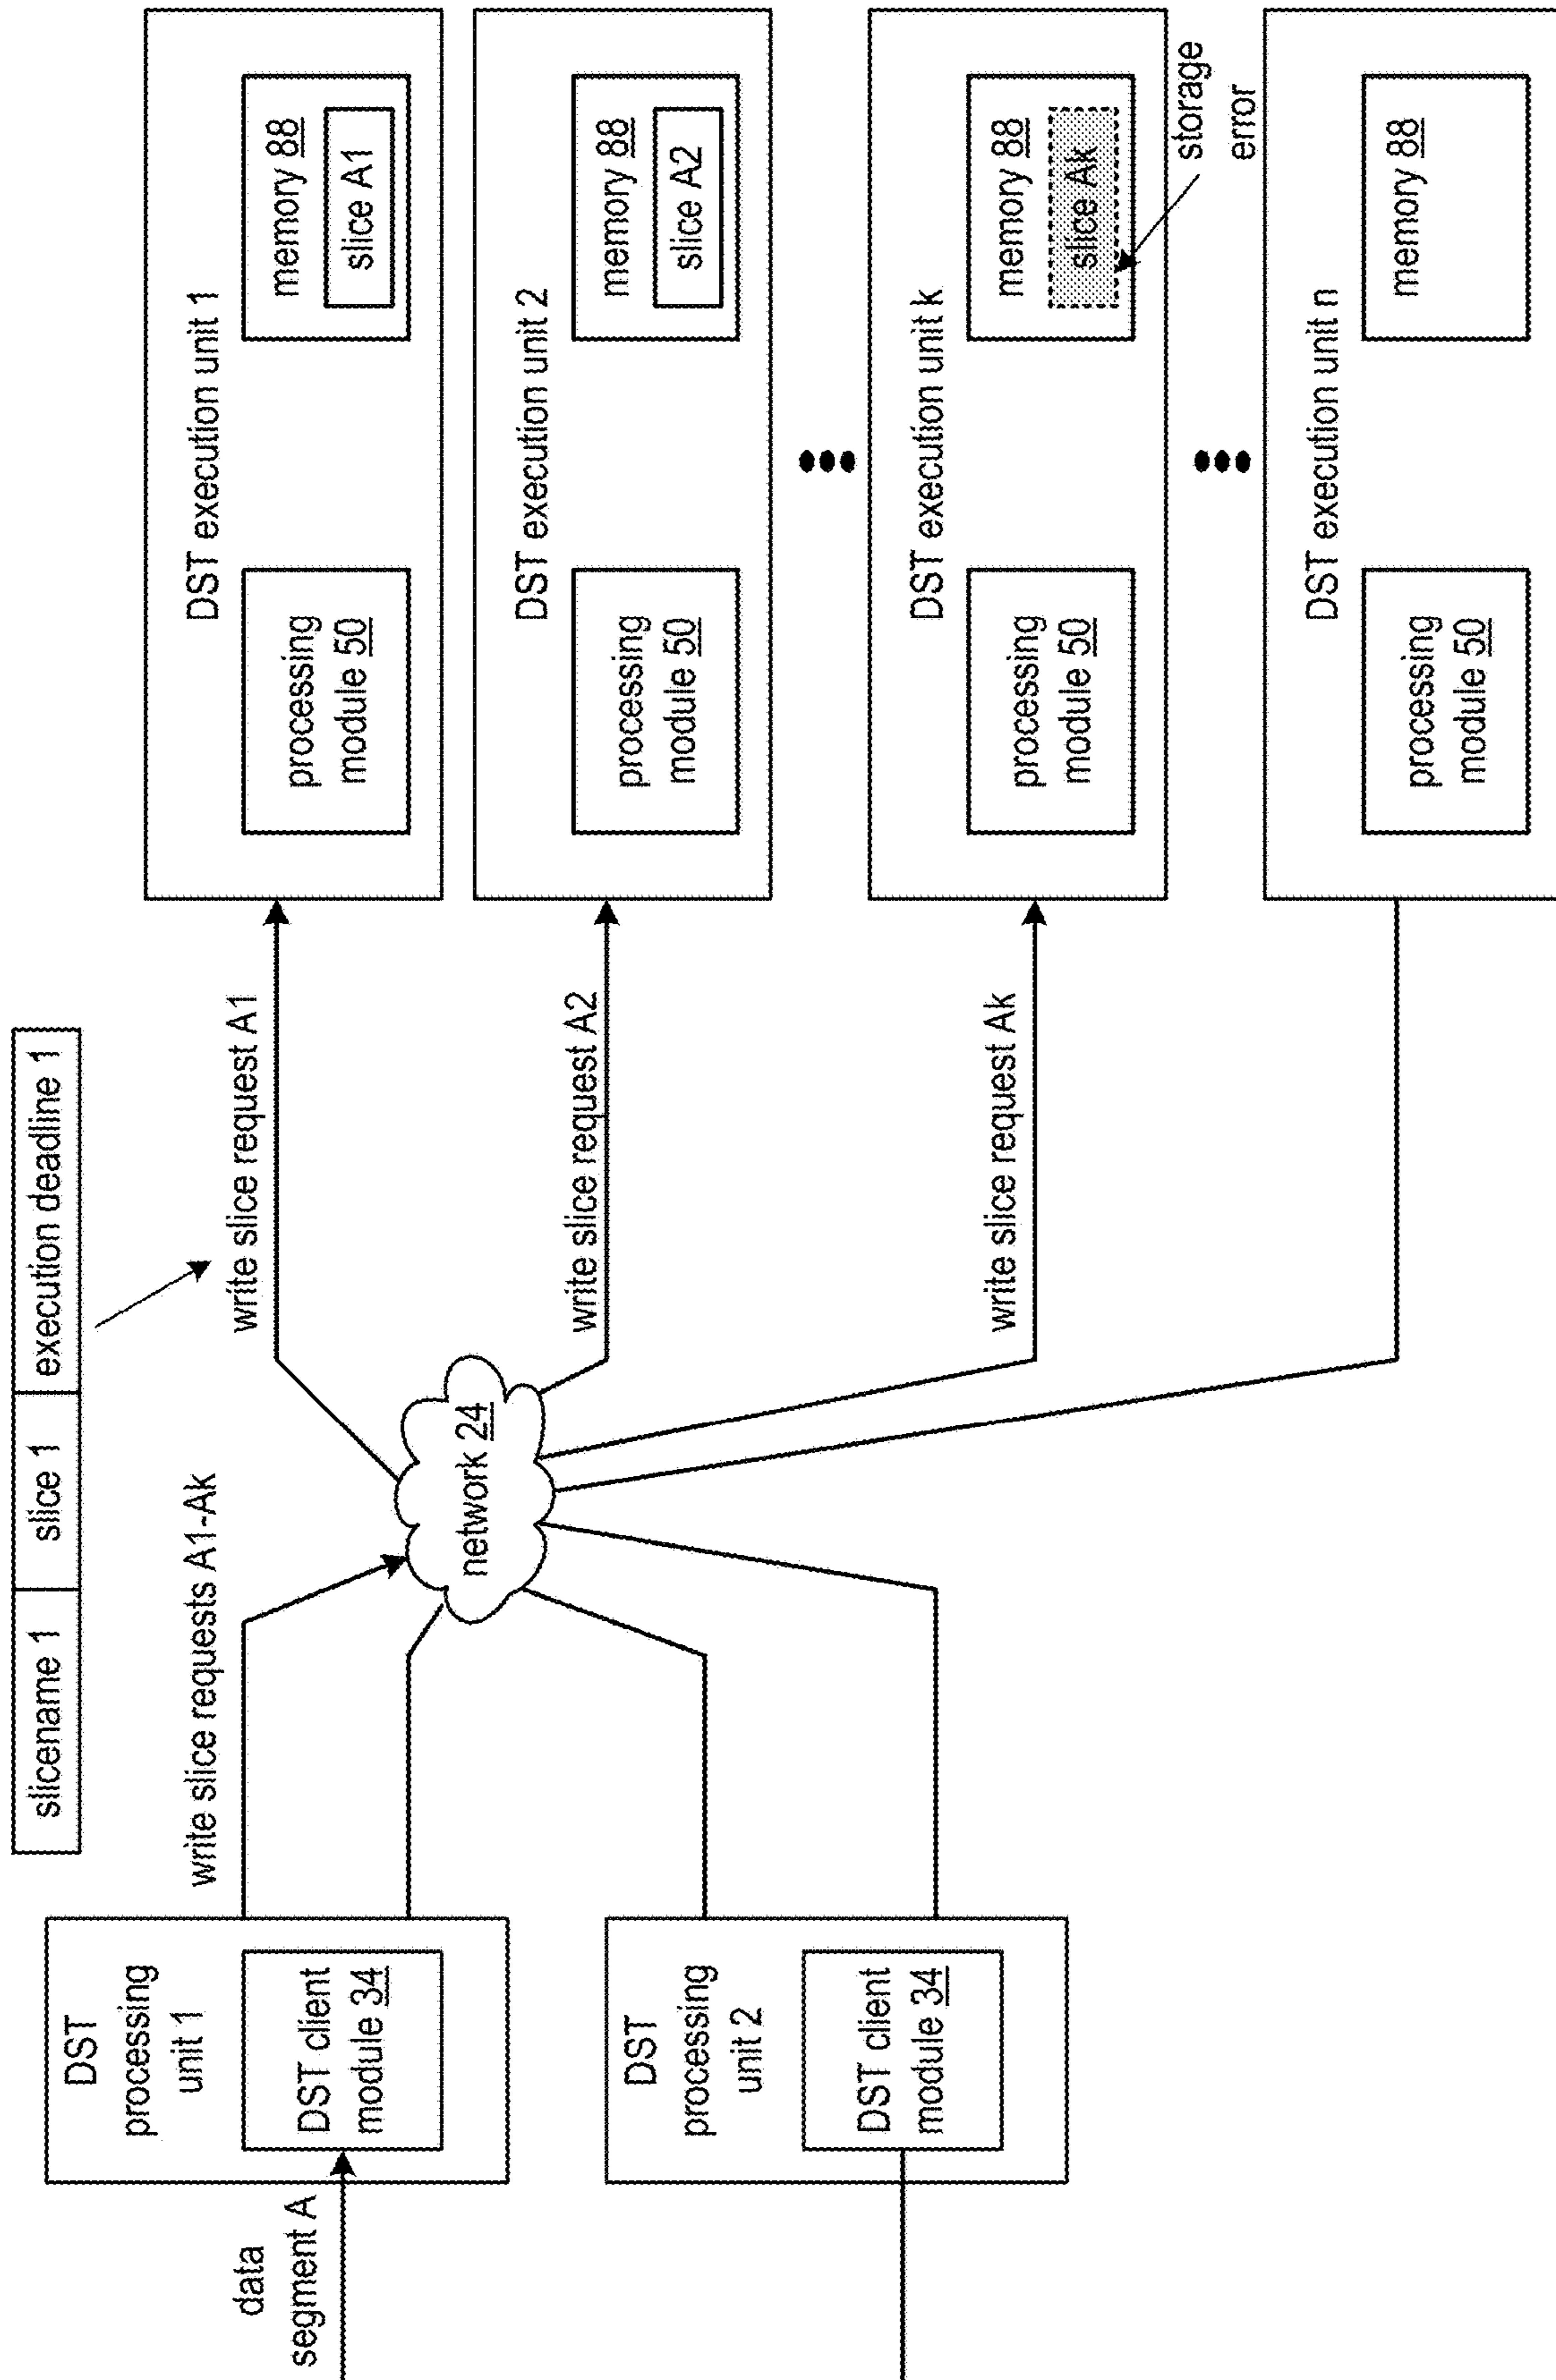 slicename 1
slice 1
execution deadline 1
DST
processing
unit 1
DST client
module 34
data
segment A
write slice requests A1-Ak
network 24
write slice request A1
DST execution unit 1
processing
module 50
memory 88
slice A1
DST
processing
unit 2
DST client
module 34
write slice request A2
DST execution unit 2
processing
module 50
memory 88
slice A2
write slice request Ak
DST execution unit k
processing
module 50
memory 88
slice Ak
storage
error
DST execution unit n
processing
module 50
memory 88